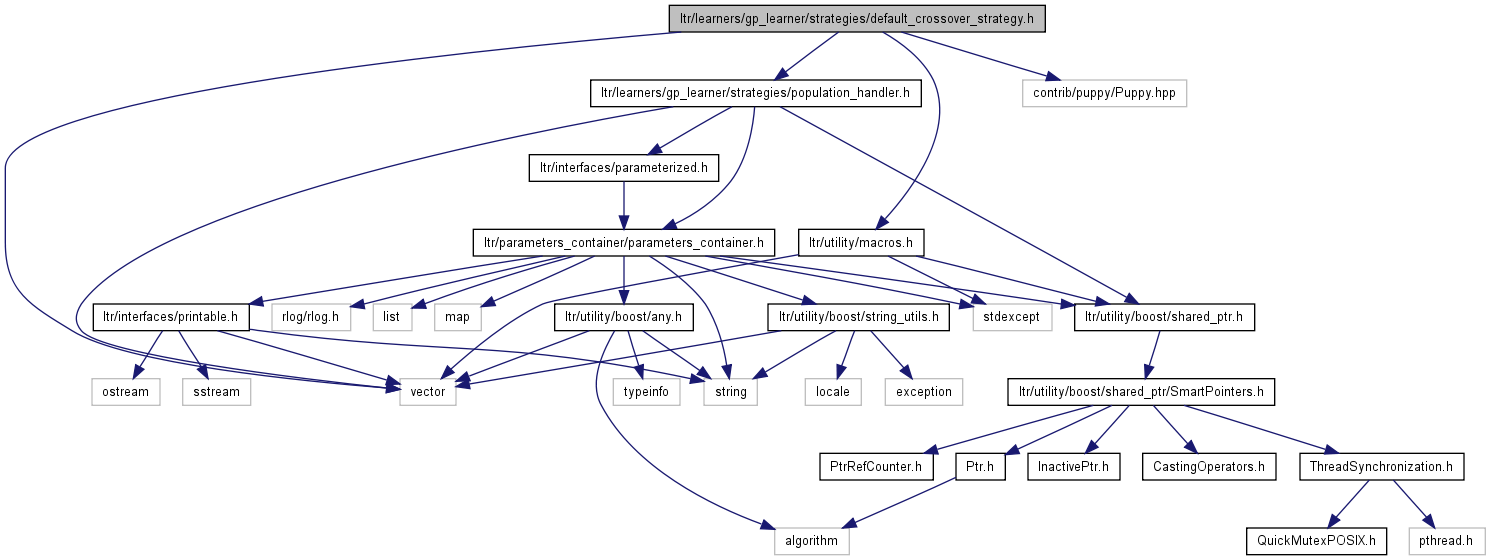 ltr/learners/gp_learner/strategies/default_crossover_strategy.h
ltr/learners/gp_learner/strategies/population_handler.h
contrib/puppy/Puppy.hpp
ltr/interfaces/parameterized.h
ltr/parameters_container/parameters_container.h
ltr/utility/macros.h
ltr/interfaces/printable.h
rlog/rlog.h
list
map
ltr/utility/boost/any.h
ltr/utility/boost/string_utils.h
stdexcept
ltr/utility/boost/shared_ptr.h
ostream
sstream
vector
typeinfo
string
locale
exception
ltr/utility/boost/shared_ptr/SmartPointers.h
PtrRefCounter.h
Ptr.h
InactivePtr.h
CastingOperators.h
ThreadSynchronization.h
algorithm
QuickMutexPOSIX.h
pthread.h